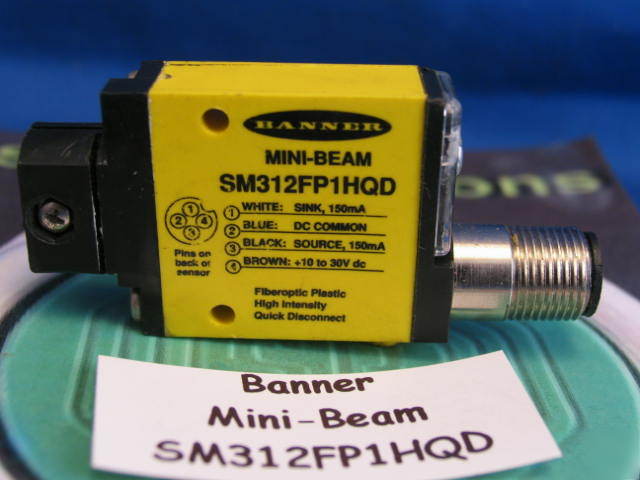 BANNER
MINI-BEAM
SM312FP1HQD
1 WHITE: SINK, 150mA
2 BLUE: DC COMMON
3 BLACK: SOURCE, 150mA
4 BROWN: +10 to 30V dc
1
2 4
3
Pins on
back of
sensor
Fiberoptic Plastic
High Intensity
Quick Disconnect
Banner
Mini-Beam
SM312FP1HQD